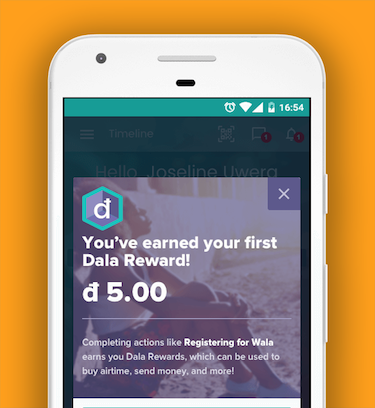 16:54
Timeline
1
1
Hello, Joseline Uwera
đ
You've earned your first
Dala Reward!
đ 5.00
Completing actions like Registering for Wala
earns you Dala Rewards, which can be used to
buy airtime, send money, and more!